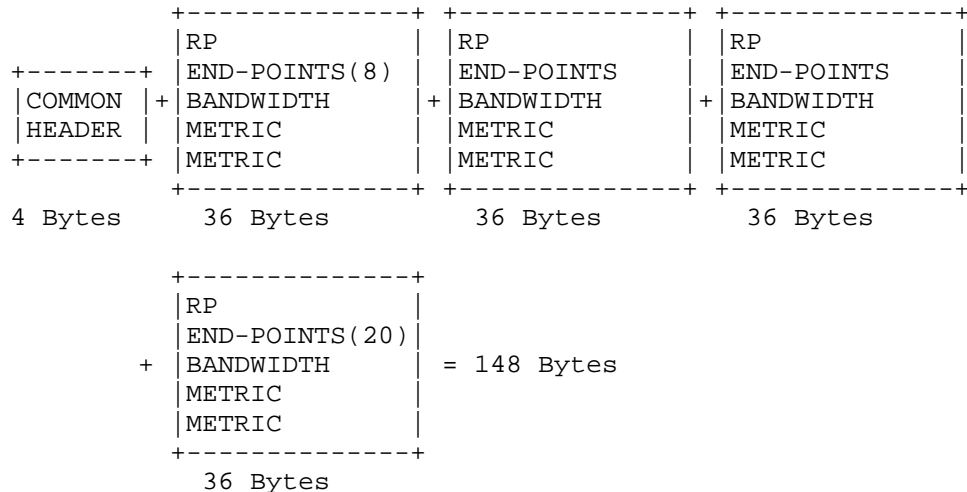 +--------------+ +--------------+ +--------------+
|RP            | |RP            | |RP            |
+-------+ |END-POINTS(8) | |END-POINTS    | |END-POINTS    |
|COMMON |+|BANDWIDTH     |+|BANDWIDTH     |+|BANDWIDTH     |
|HEADER | |METRIC        | |METRIC        | |METRIC        |
+-------+ |METRIC        | |METRIC        | |METRIC        |
+--------------+ +--------------+ +--------------+
4 Bytes     36 Bytes         36 Bytes         36 Bytes
+--------------+
|RP            |
|END-POINTS(20)|
+ |BANDWIDTH     | = 148 Bytes
|METRIC        |
|METRIC        |
+--------------+
36 Bytes